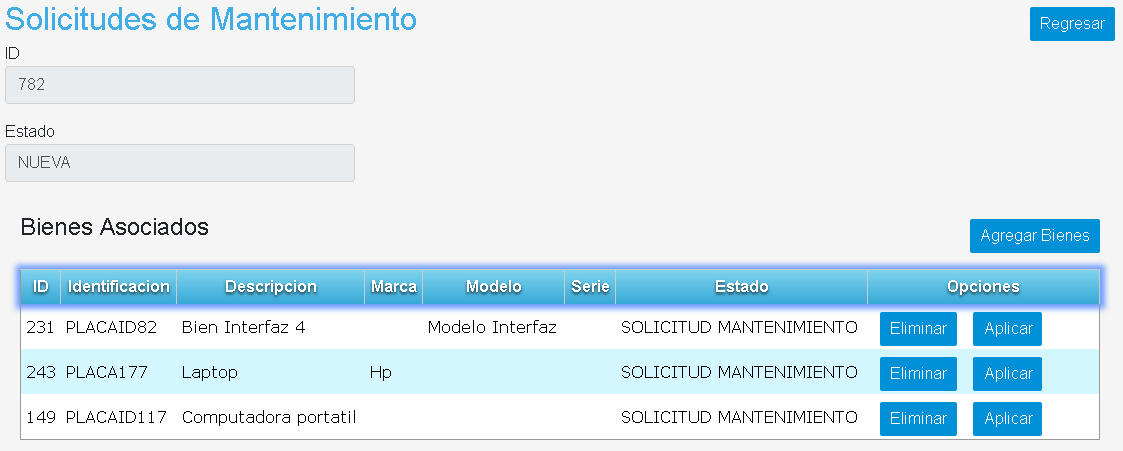 Solicitudes de Mantenimiento
Regresar
ID
782
Estado
NUEVA
Bienes Asociados
Agregar Bienes
ID Identificacion Descripcion Marca Modelo Serie Estado Opciones
231 PLACAID82 Bien Interfaz 4 Modelo Interfaz SOLICITUD MANTENIMIENTO Eliminar Aplicar
243 PLACA177 Laptop Hp SOLICITUD MANTENIMIENTO Eliminar Aplicar
149 PLACAID117 Computadora portatil SOLICITUD MANTENIMIENTO Eliminar Aplicar